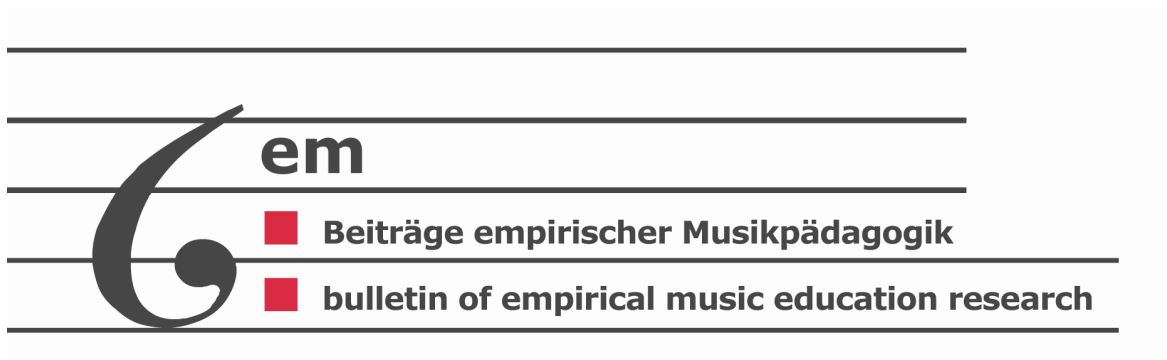 b em
Beiträge empirischer Musikpädagogik
bulletin of empirical music education research